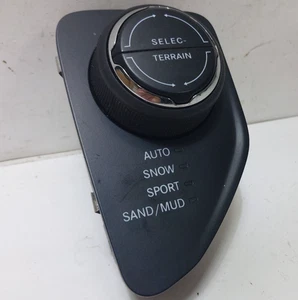 SELEC-
TERRAIN
AUTO
SNOW
SPORT
SAND/MUD